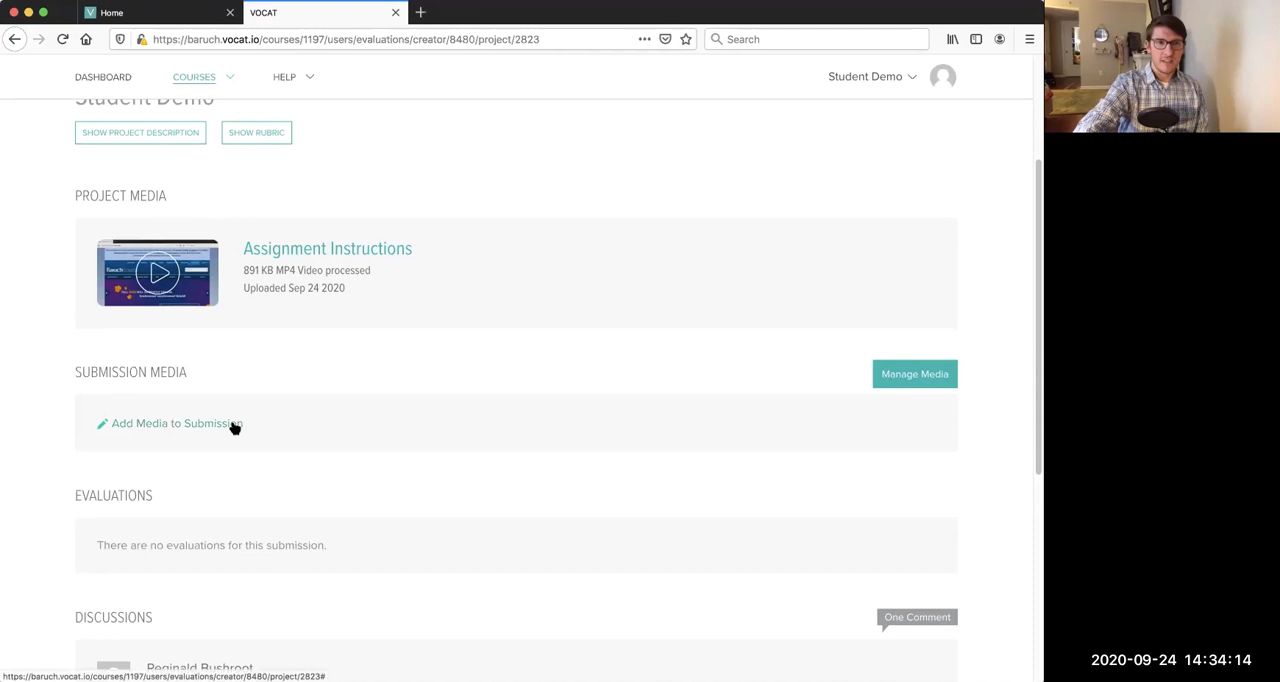 Home
VOCAT
https://baruch.vocat.io/courses/1197/users/evaluations/creator/8480/project/2823
Search
DASHBOARD
COURSES
HELP
Student Demo
Student Demo
SHOW PROJECT DESCRIPTION
SHOW RUBRIC
PROJECT MEDIA
Assignment Instructions
891 KB MP4 Video processed
Uploaded Sep 24 2020
SUBMISSION MEDIA
Manage Media
Add Media to Submission
EVALUATIONS
There are no evaluations for this submission.
DISCUSSIONS
One Comment
Reginald Bushroot
https://baruch.vocat.io/courses/1197/users/evaluations/creator/8480/project/2823#
2020-09-24 14:34:14